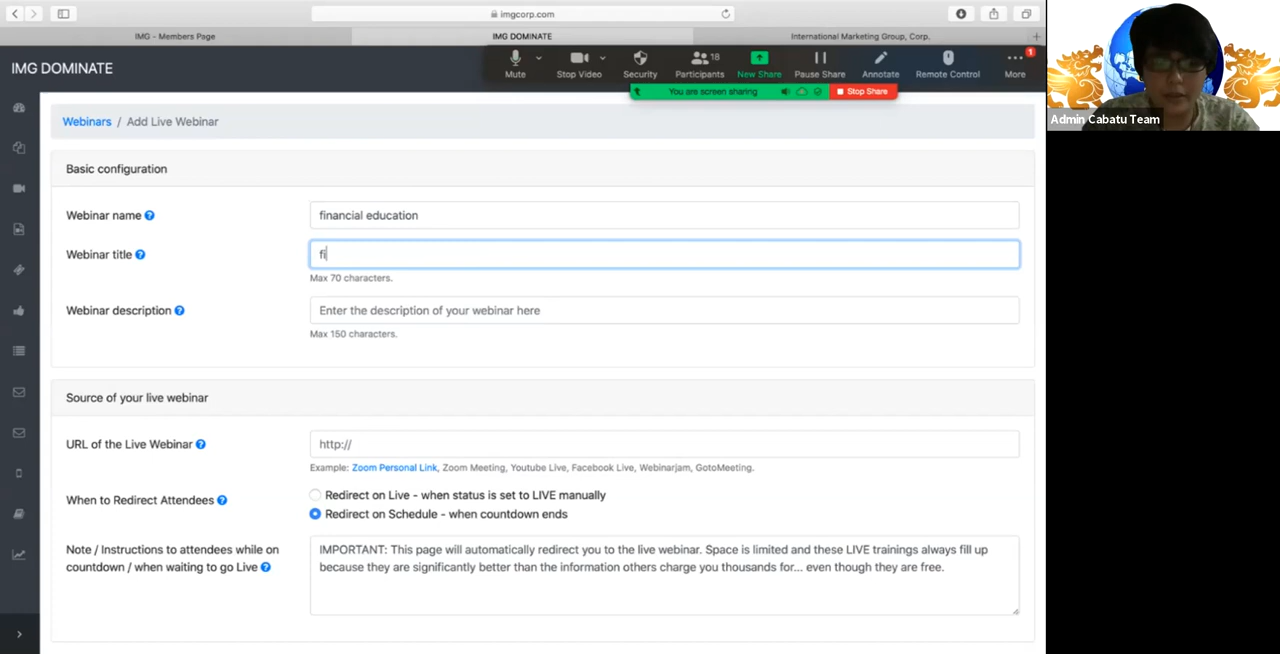 imgcorp.com
IMG - Members Page
IMG DOMINATE
International Marketing Group, Corp.
IMG DOMINATE
Mute
Stop Video
Security
18
Participants
New Share
Pause Share
Annotate
Remote Control
1
More
You are screen sharing
Stop Share
Admin Cabatu Team
Webinars / Add Live Webinar
Basic configuration
Webinar name
financial education
Webinar title
fi
Max 70 characters.
Webinar description
Enter the description of your webinar here
Max 150 characters.
Source of your live webinar
URL of the Live Webinar
http://
Example: Zoom Personal Link, Zoom Meeting, Youtube Live, Facebook Live, Webinarjam, GotoMeeting.
When to Redirect Attendees
Redirect on Live - when status is set to LIVE manually
Redirect on Schedule - when countdown ends
Note / Instructions to attendees while on
countdown / when waiting to go Live
IMPORTANT: This page will automatically redirect you to the live webinar. Space is limited and these LIVE trainings always fill up
because they are significantly better than the information others charge you thousands for... even though they are free.